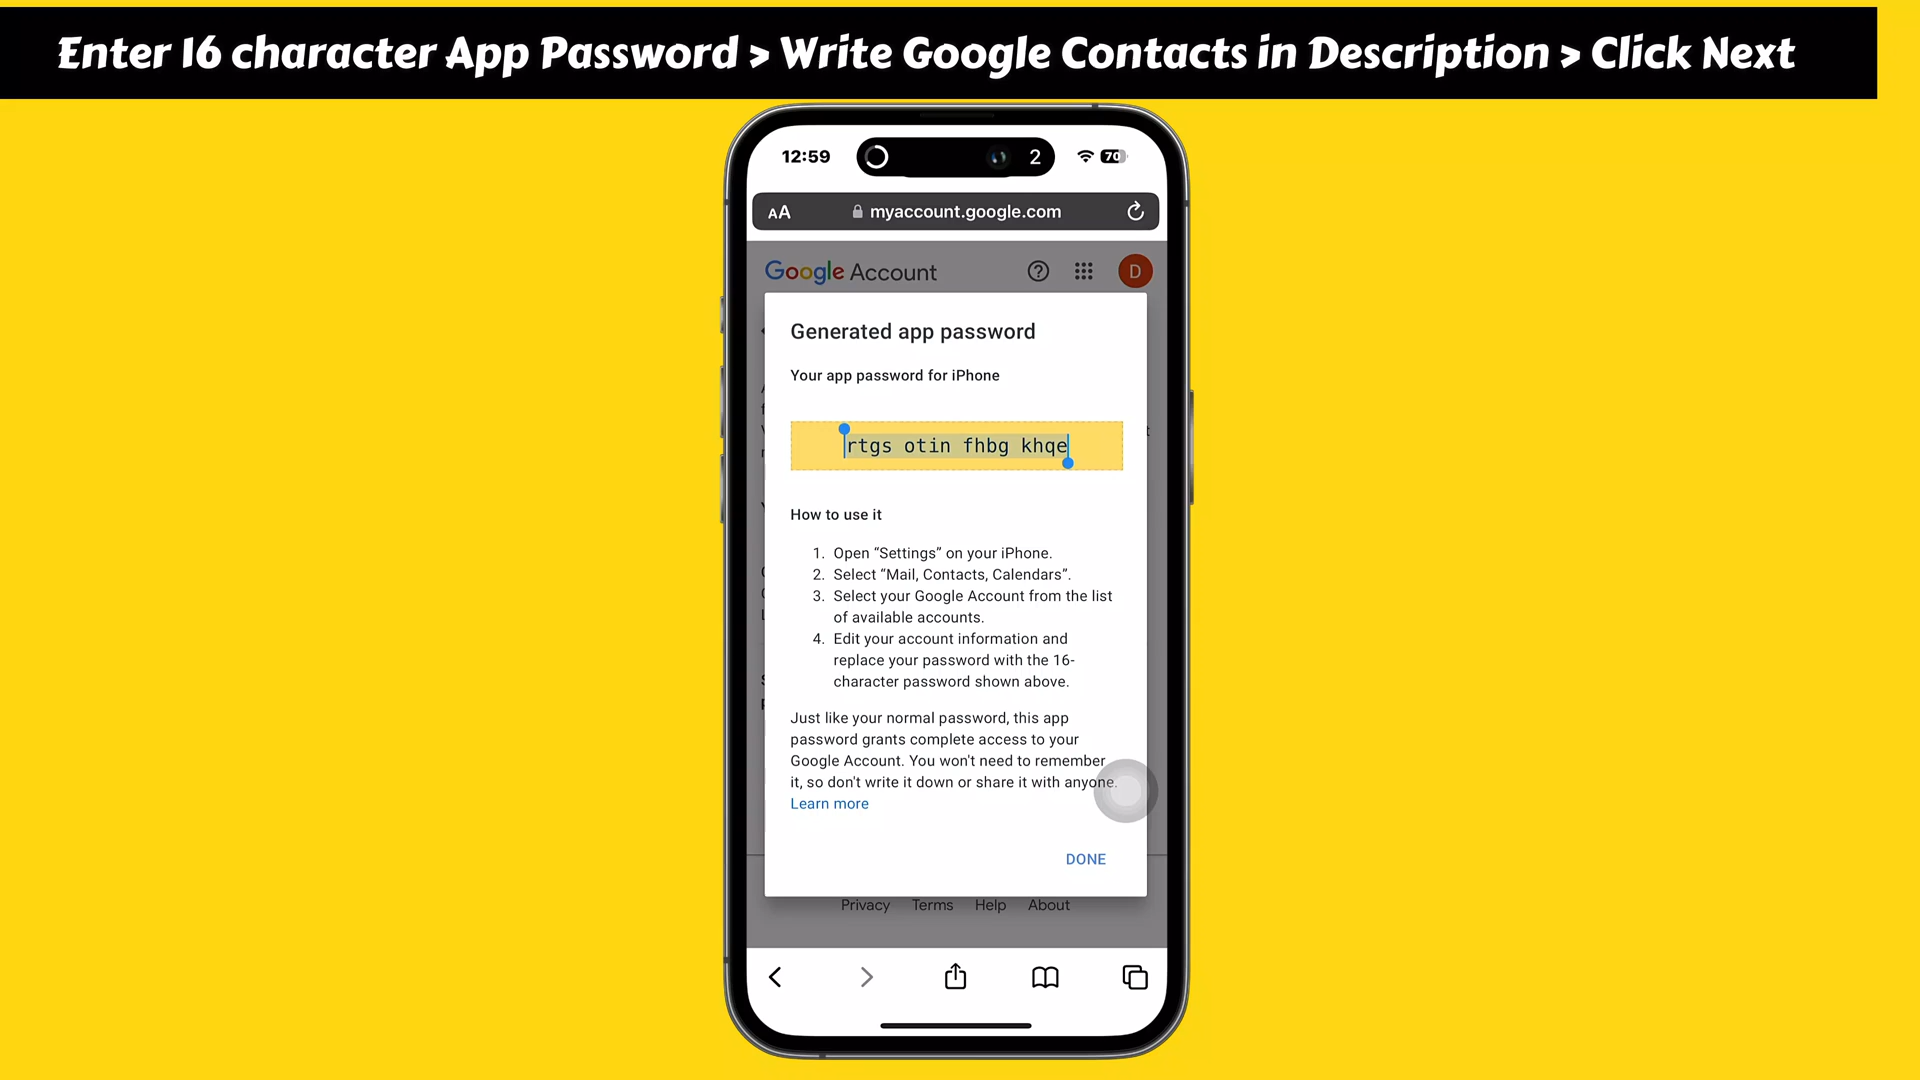 Enter 16 character App Password > Write Google Contacts in Description > Click Next
12:59
2
70
AA
myaccount.google.com
Google Account
D
Generated app password
Your app password for iPhone
rtgs otin fhbg khqe
How to use it
1. Open “Settings” on your iPhone.
2. Select “Mail, Contacts, Calendars”.
3. Select your Google Account from the list
of available accounts.
4. Edit your account information and
replace your password with the 16-
character password shown above.
Just like your normal password, this app
password grants complete access to your
Google Account. You won't need to remember
it, so don't write it down or share it with anyone.
Learn more
DONE
Privacy Terms Help About